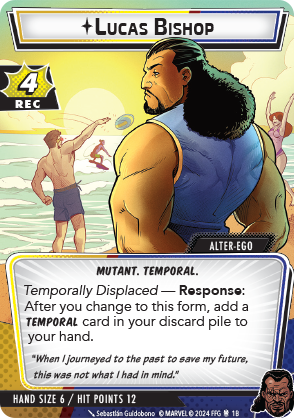 Lucas Bishop
4
REC
ALTER-EGO
MUTANT. TEMPORAL.
Temporally Displaced — Response:
After you change to this form, add a
TEMPORAL card in your discard pile to
your hand.
"When I journeyed to the past to save my future,
this was not what I had in mind."
HAND SIZE 6 / HIT POINTS 12
Sebastián Guidobono © MARVEL © 2024 FFG 18